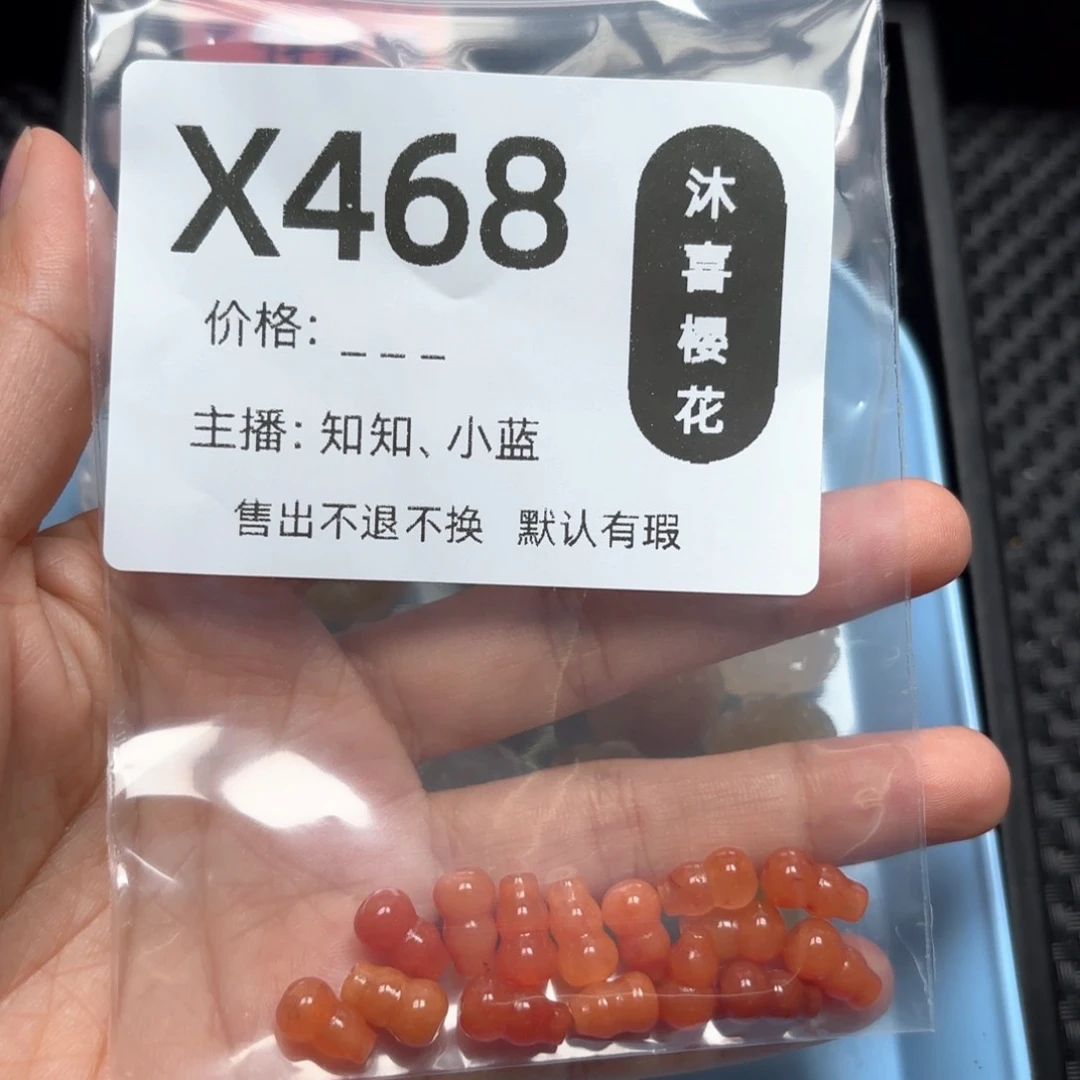 X468
沐喜樱花
价格: _ _ _
主播: 知知、小蓝
售出不退不换 默认有瑕